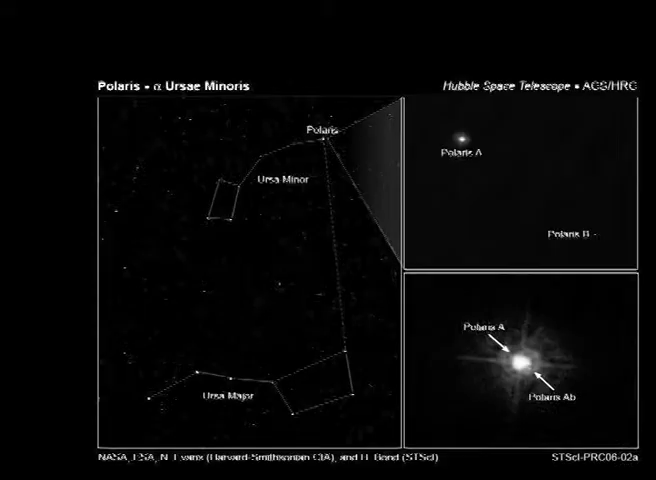 Polaris • α Ursae Minoris
Hubble Space Telescope • ACS/HRC
Polaris
Ursa Minor
Polaris A
Polaris B
Polaris A
Polaris Ab
Ursa Major
NASA, ESA, N. Evans (Harvard-Smithsonian CfA), and H. Bond (STScI)
STScI-PRC06-02a